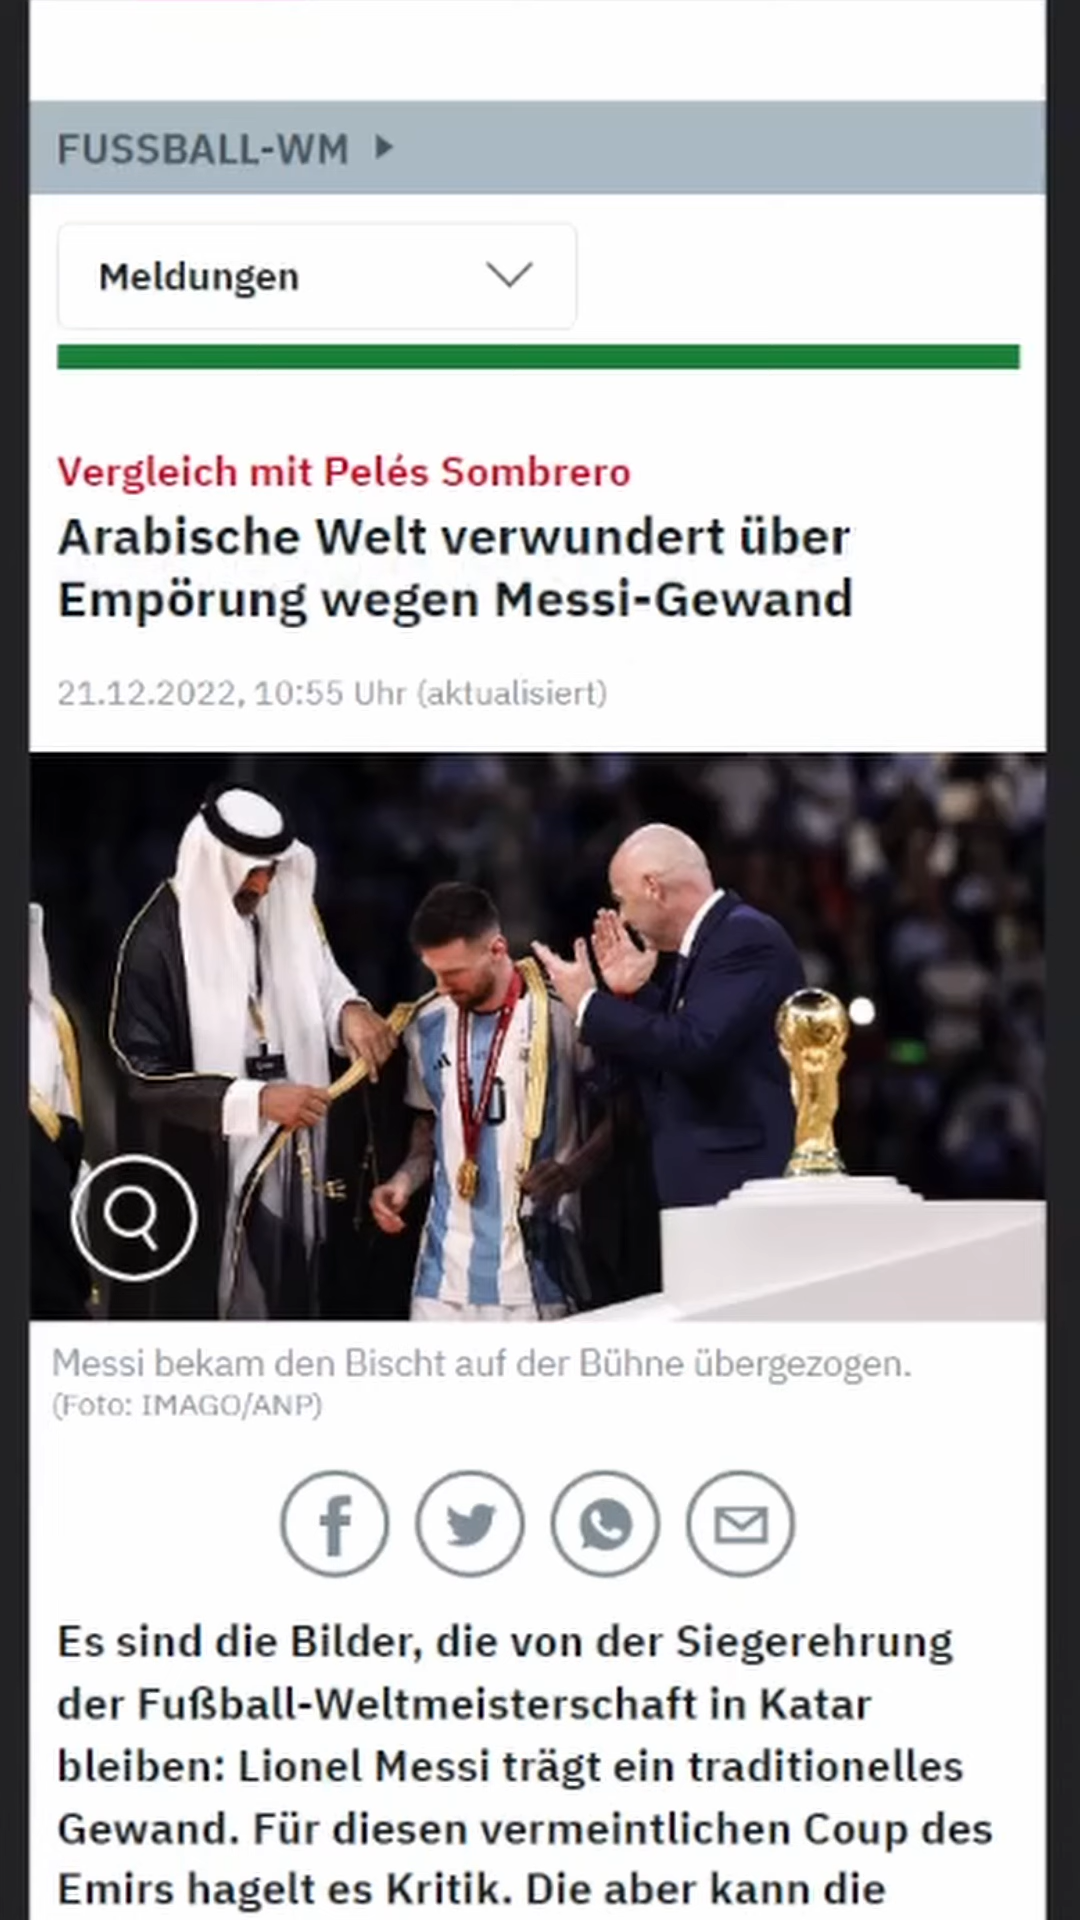 FUSSBALL-WM
Meldungen
Vergleich mit Pelés Sombrero
Arabische Welt verwundert über
Empörung wegen Messi-Gewand
21.12.2022, 10:55 Uhr (aktualisiert)
Messi bekam den Bischt auf der Bühne übergezogen.
(Foto: IMAGO/ANP)
Es sind die Bilder, die von der Siegerehrung
der Fußball-Weltmeisterschaft in Katar
bleiben: Lionel Messi trägt ein traditionelles
Gewand. Für diesen vermeintlichen Coup des
Emirs hagelt es Kritik. Die aber kann die